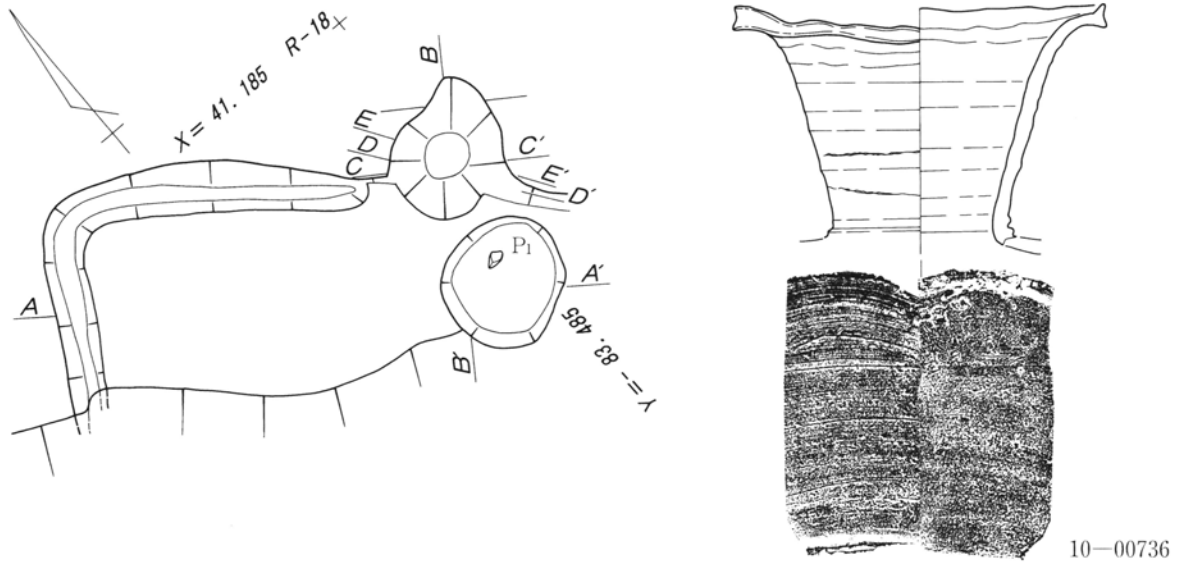 R-18
X= 41. 185
B
E
D
C
C′
E′
D′
P1
A
A′
Y=- 83. 485
B′
10—00736